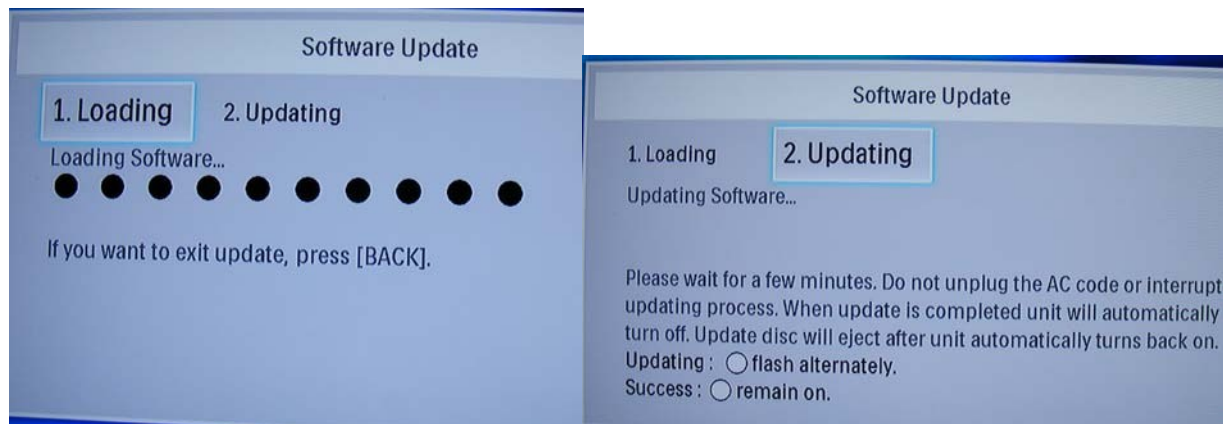 Software Update
1. Loading 2. Updating
Loading Software...
If you want to exit update, press [BACK].
Software Update
1. Loading 2. Updating
Updating Software...
Please wait for a few minutes. Do not unplug the AC code or interrupt
updating process. When update is completed unit will automatically
turn off. Update disc will eject after unit automatically turns back on.
Updating : flash alternately.
Success : remain on.